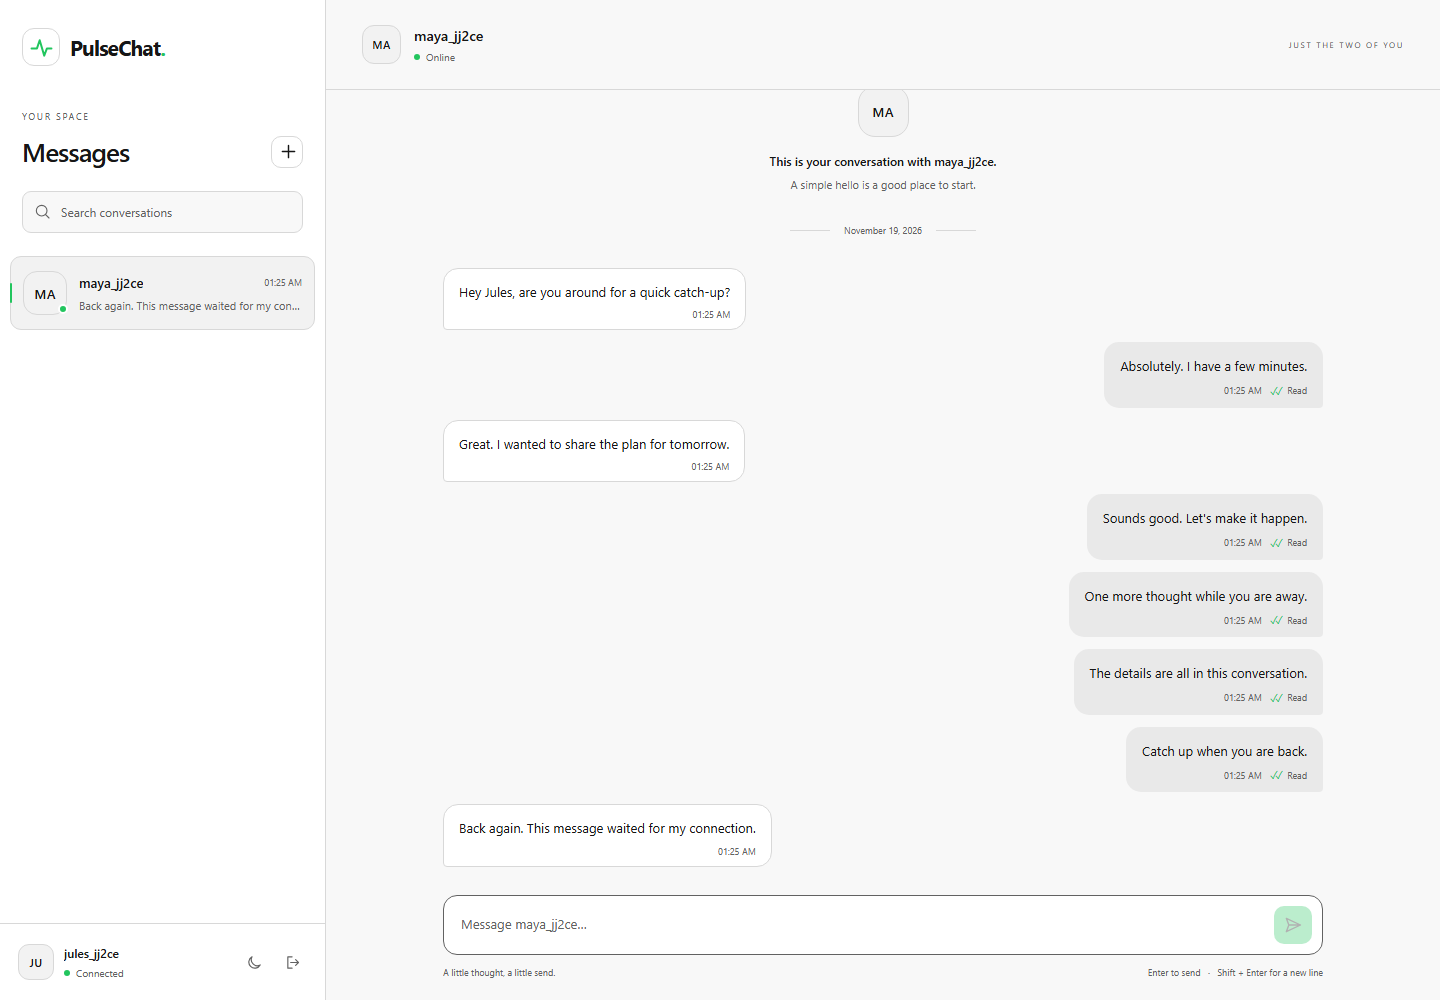 PulseChat.
YOUR SPACE
Messages
Search conversations
MA
maya_jj2ce
01:25 AM
Back again. This message waited for my con...
JU
jules_jj2ce
Connected
MA
maya_jj2ce
Online
JUST THE TWO OF YOU
MA
This is your conversation with maya_jj2ce.
A simple hello is a good place to start.
November 19, 2026
Hey Jules, are you around for a quick catch-up?
01:25 AM
Absolutely. I have a few minutes.
01:25 AM Read
Great. I wanted to share the plan for tomorrow.
01:25 AM
Sounds good. Let's make it happen.
01:25 AM Read
One more thought while you are away.
01:25 AM Read
The details are all in this conversation.
01:25 AM Read
Catch up when you are back.
01:25 AM Read
Back again. This message waited for my connection.
01:25 AM
Message maya_jj2ce...
A little thought, a little send.
Enter to send · Shift + Enter for a new line